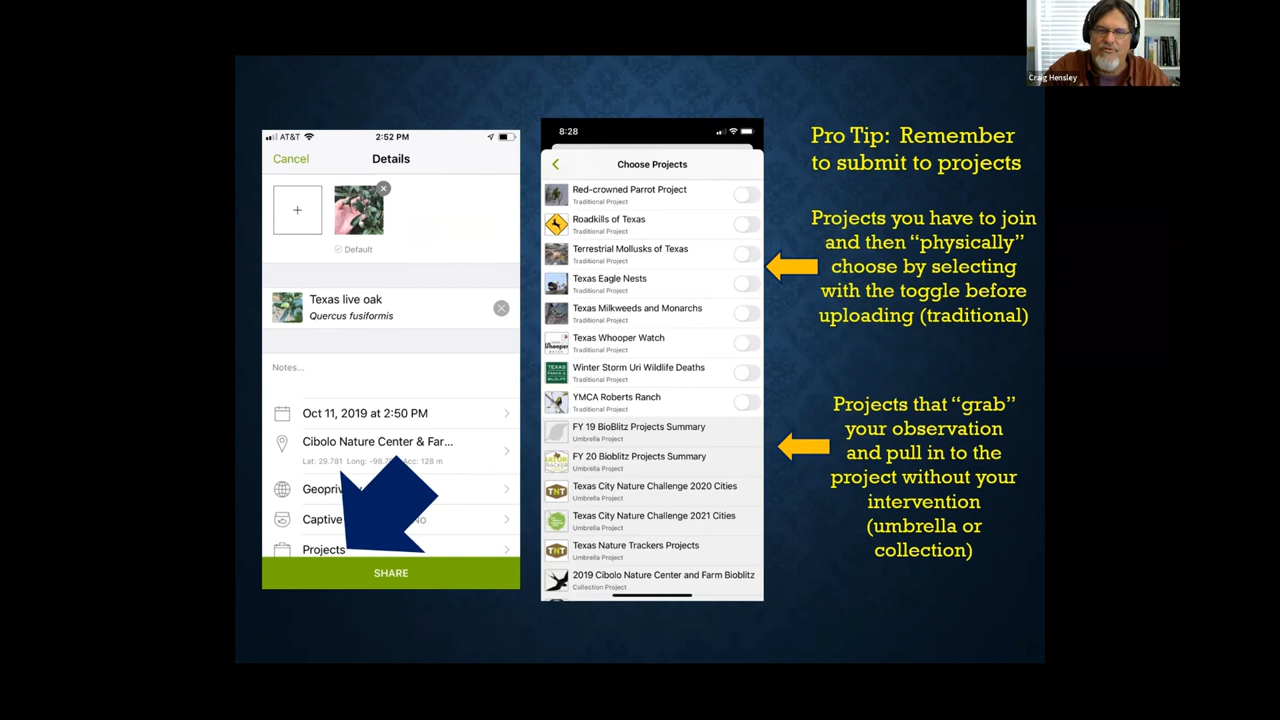 Craig Hensley
AT&T
2:52 PM
Cancel
Details
Default
Texas live oak
Quercus fusiformis
Notes...
Oct 11, 2019 at 2:50 PM
Cibolo Nature Center & Far...
Acc: 128 m
Lat: 29.781 Long: -98.7
Captive
Projects
SHARE
8:28
Choose Projects
Red-crowned Parrot Project
Traditional Project
Roadkills of Texas
Traditional Project
Terrestrial Mollusks of Texas
Traditional Project
Texas Eagle Nests
Traditional Project
Texas Milkweeds and Monarchs
Traditional Project
Texas Whooper Watch
Traditional Project
Winter Storm Uri Wildlife Deaths
Traditional Project
YMCA Roberts Ranch
Traditional Project
FY 19 BioBlitz Projects Summary
Umbrella Project
FY 20 Bioblitz Projects Summary
Umbrella Project
Texas City Nature Challenge 2020 Cities
Umbrella Project
Texas City Nature Challenge 2021 Cities
Umbrella Project
Texas Nature Trackers Projects
Umbrella Project
2019 Cibolo Nature Center and Farm Bioblitz
Collection Project
Pro Tip: Remember
to submit to projects
Projects you have to join
and then “physically”
choose by selecting
with the toggle before
uploading (traditional)
Projects that “grab”
your observation
and pull in to the
project without your
intervention
(umbrella or
collection)